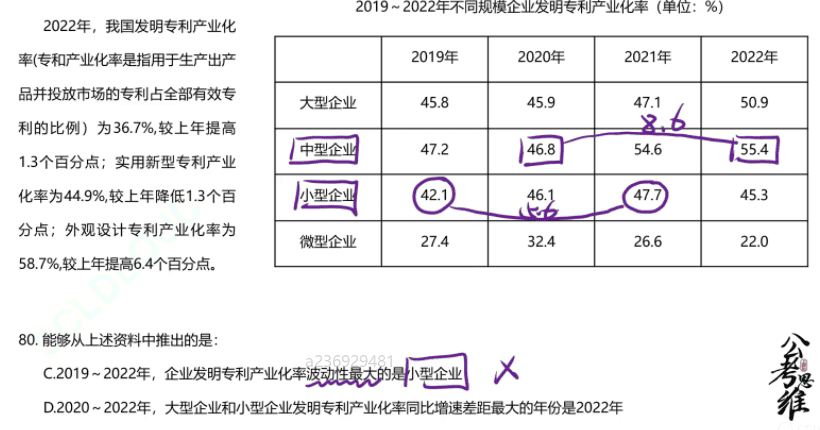 2019～2022年不同规模企业发明专利产业化率（单位：%）
2022年，我国发明专利产业化
率(专和产业化率是指用于生产出产
品并投放市场的专利占全部有效专
利的比例）为36.7%,较上年提高
1.3个百分点；实用新型专利产业
化率为44.9%,较上年降低1.3个百
分点；外观设计专利产业化率为
58.7%,较上年提高6.4个百分点。
2019年 2020年 2021年 2022年
大型企业 45.8 45.9 47.1 50.9
8.6
中型企业 47.2 46.8 54.6 55.4
小型企业 42.1 46.1 47.7 45.3
5.6
微型企业 27.4 32.4 26.6 22.0
80. 能够从上述资料中推出的是：
a236929481
C.2019～2022年，企业发明专利产业化率波动性最大的是小型企业
D.2020～2022年，大型企业和小型企业发明专利产业化率同比增速差距最大的年份是2022年
公考思维